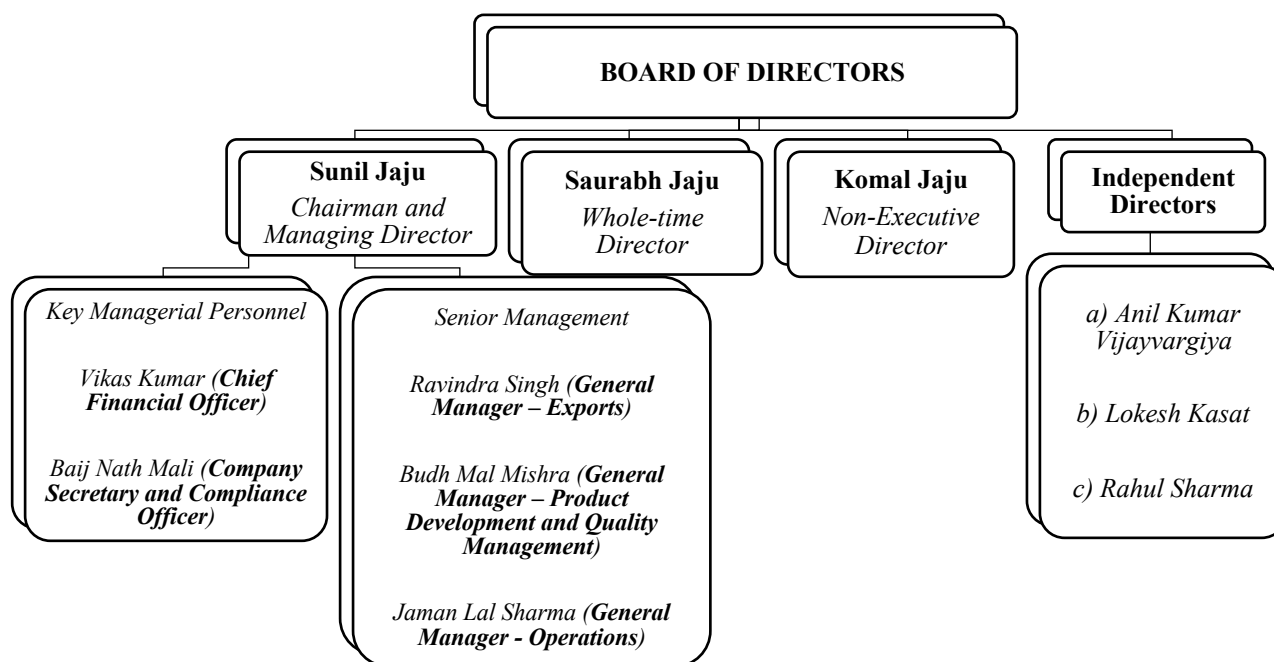 BOARD OF DIRECTORS
Sunil Jaju
Chairman and
Managing Director
Saurabh Jaju
Whole-time
Director
Komal Jaju
Non-Executive
Director
Independent
Directors
Key Managerial Personnel
Vikas Kumar (Chief
Financial Officer)
Baij Nath Mali (Company
Secretary and Compliance
Officer)
Senior Management
Ravindra Singh (General
Manager – Exports)
Budh Mal Mishra (General
Manager – Product
Development and Quality
Management)
Jaman Lal Sharma (General
Manager - Operations)
a) Anil Kumar
Vijayvargiya
b) Lokesh Kasat
c) Rahul Sharma